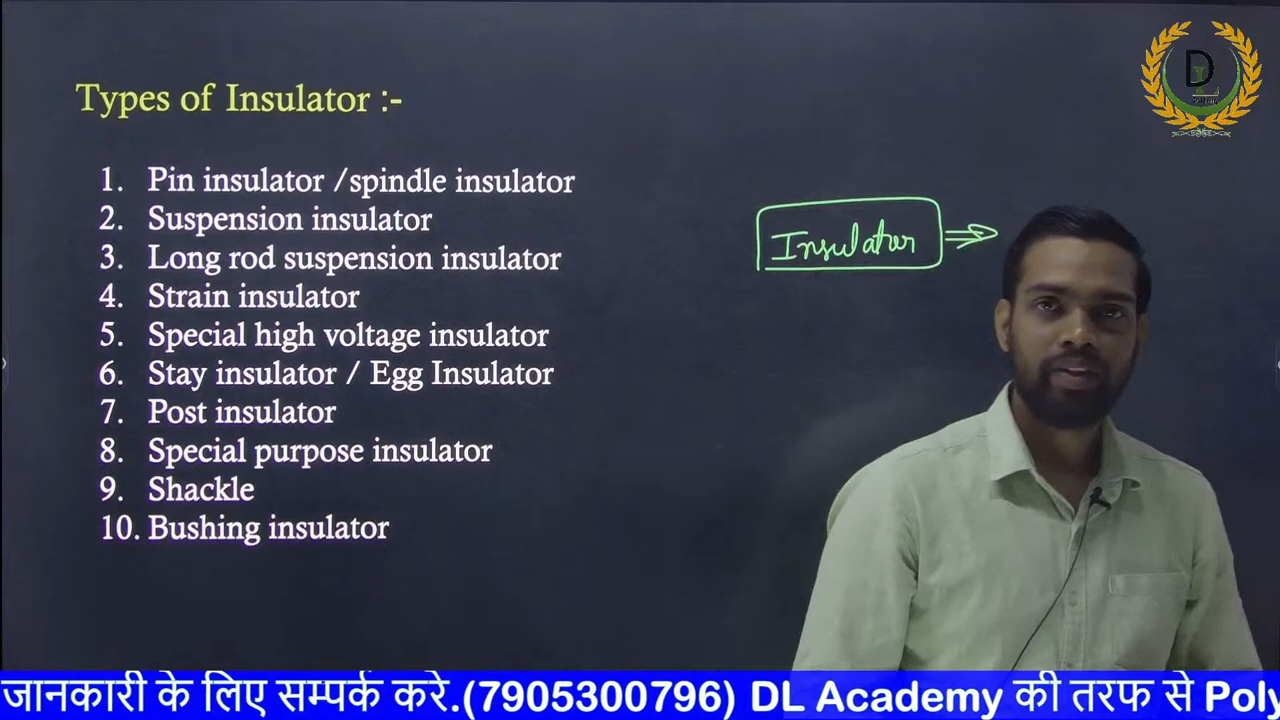 Types of Insulator :-
1. Pin insulator /spindle insulator
2. Suspension insulator
3. Long rod suspension insulator
4. Strain insulator
5. Special high voltage insulator
6. Stay insulator / Egg Insulator
7. Post insulator
8. Special purpose insulator
9. Shackle
10. Bushing insulator
Insulator
DL
जानकारी के लिए सम्पर्क करे.(7905300796) DL Academy की तरफ से Poly